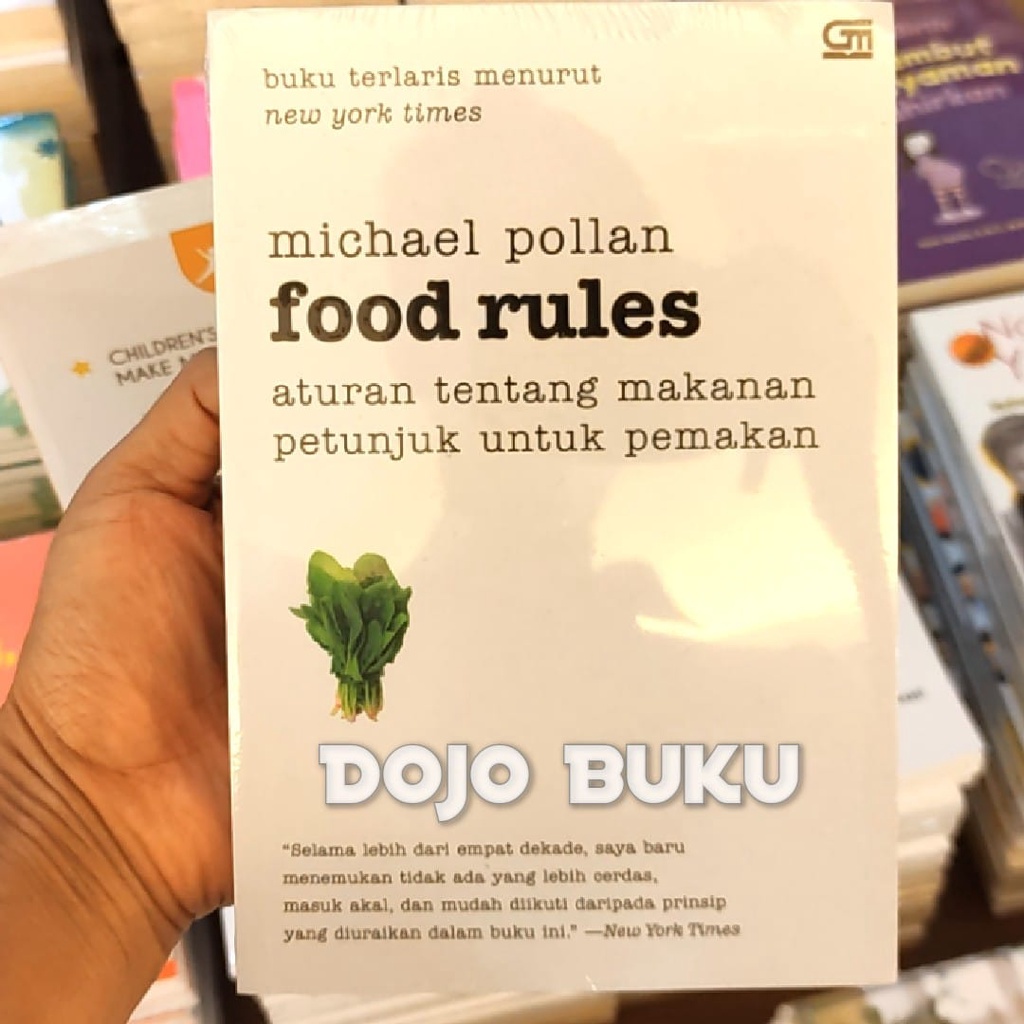 GM
buku terlaris menurut
new york times
michael pollan
food rules
aturan tentang makanan
petunjuk untuk pemakan
DOJO BUKU
"Selama lebih dari empat dekade, saya baru
menemukan tidak ada yang lebih cerdas,
masuk akal, dan mudah diikuti daripada prinsip
yang diuraikan dalam buku ini." —New York Times
CHILDREN'S
MAKE